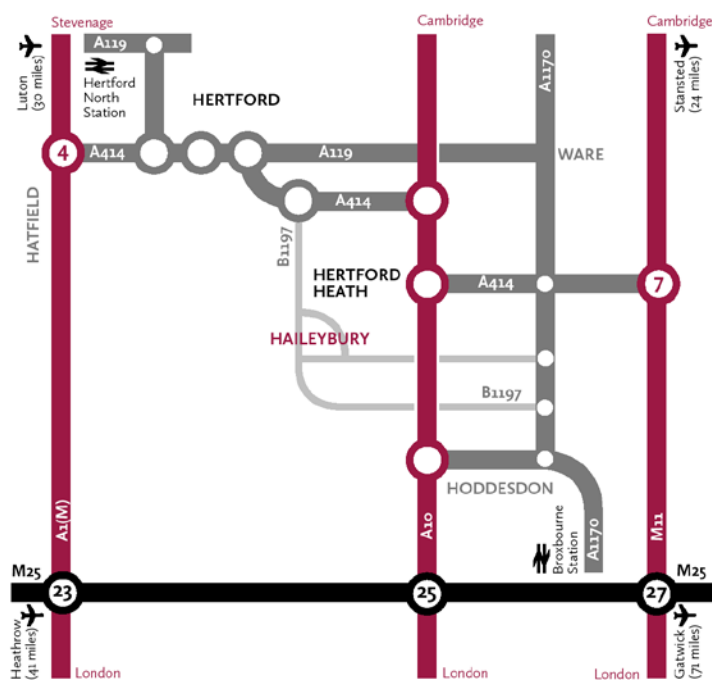 Stevenage
Cambridge
Cambridge
Luton
(30 miles)
A119
Hertford
North
Station
HERTFORD
A1170
Stansted
(24 miles)
4
A414
A119
WARE
HATFIELD
A414
B1197
HERTFORD
HEATH
A414
7
HAILEYBURY
B1197
HODDESDON
A1(M)
A10
Broxbourne
Station
A1170
M11
M25
M25
23
25
27
Heathrow
(41 miles)
Gatwick
(71 miles)
London
London
London